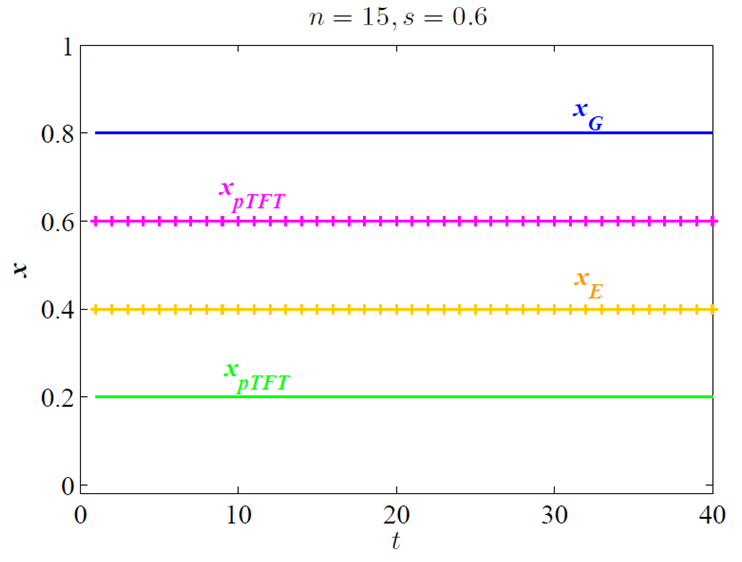 n = 15, s = 0.6
1
x_G
0.8
x_pTFT
0.6
x
x_E
0.4
x_pTFT
0.2
0
0 10 20 30 40
t